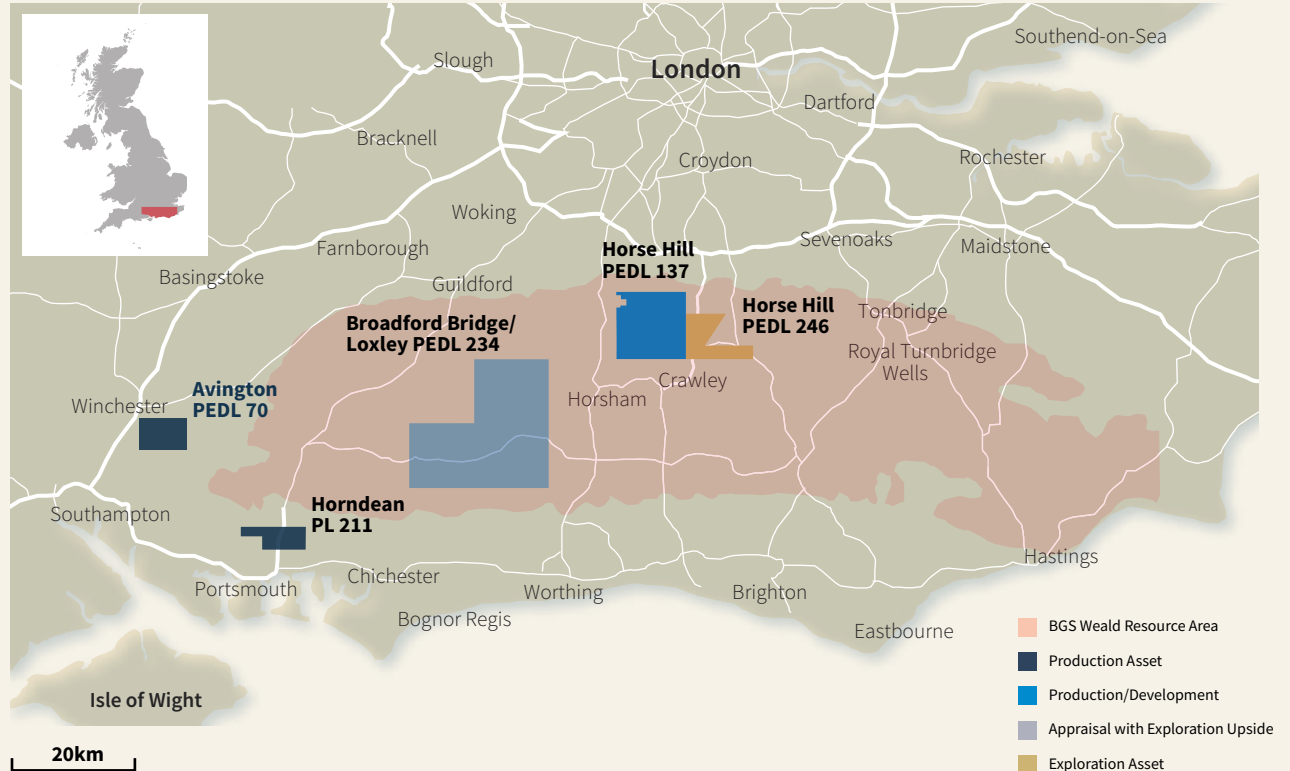 Southend-on-Sea
Slough
London
Dartford
Bracknell
Croydon
Rochester
Woking
Farnborough
Sevenoaks
Maidstone
Basingstoke
Guildford
Horse Hill
PEDL 137
Horse Hill
PEDL 246
Tonbridge
Broadford Bridge/
Loxley PEDL 234
Royal Turnbridge
Wells
Crawley
Horsham
Avington
PEDL 70
Winchester
Horndean
PL 211
Southampton
Hastings
Chichester
Portsmouth
Worthing
Brighton
Bognor Regis
Eastbourne
Isle of Wight
20km
BGS Weald Resource Area
Production Asset
Production/Development
Appraisal with Exploration Upside
Exploration Asset